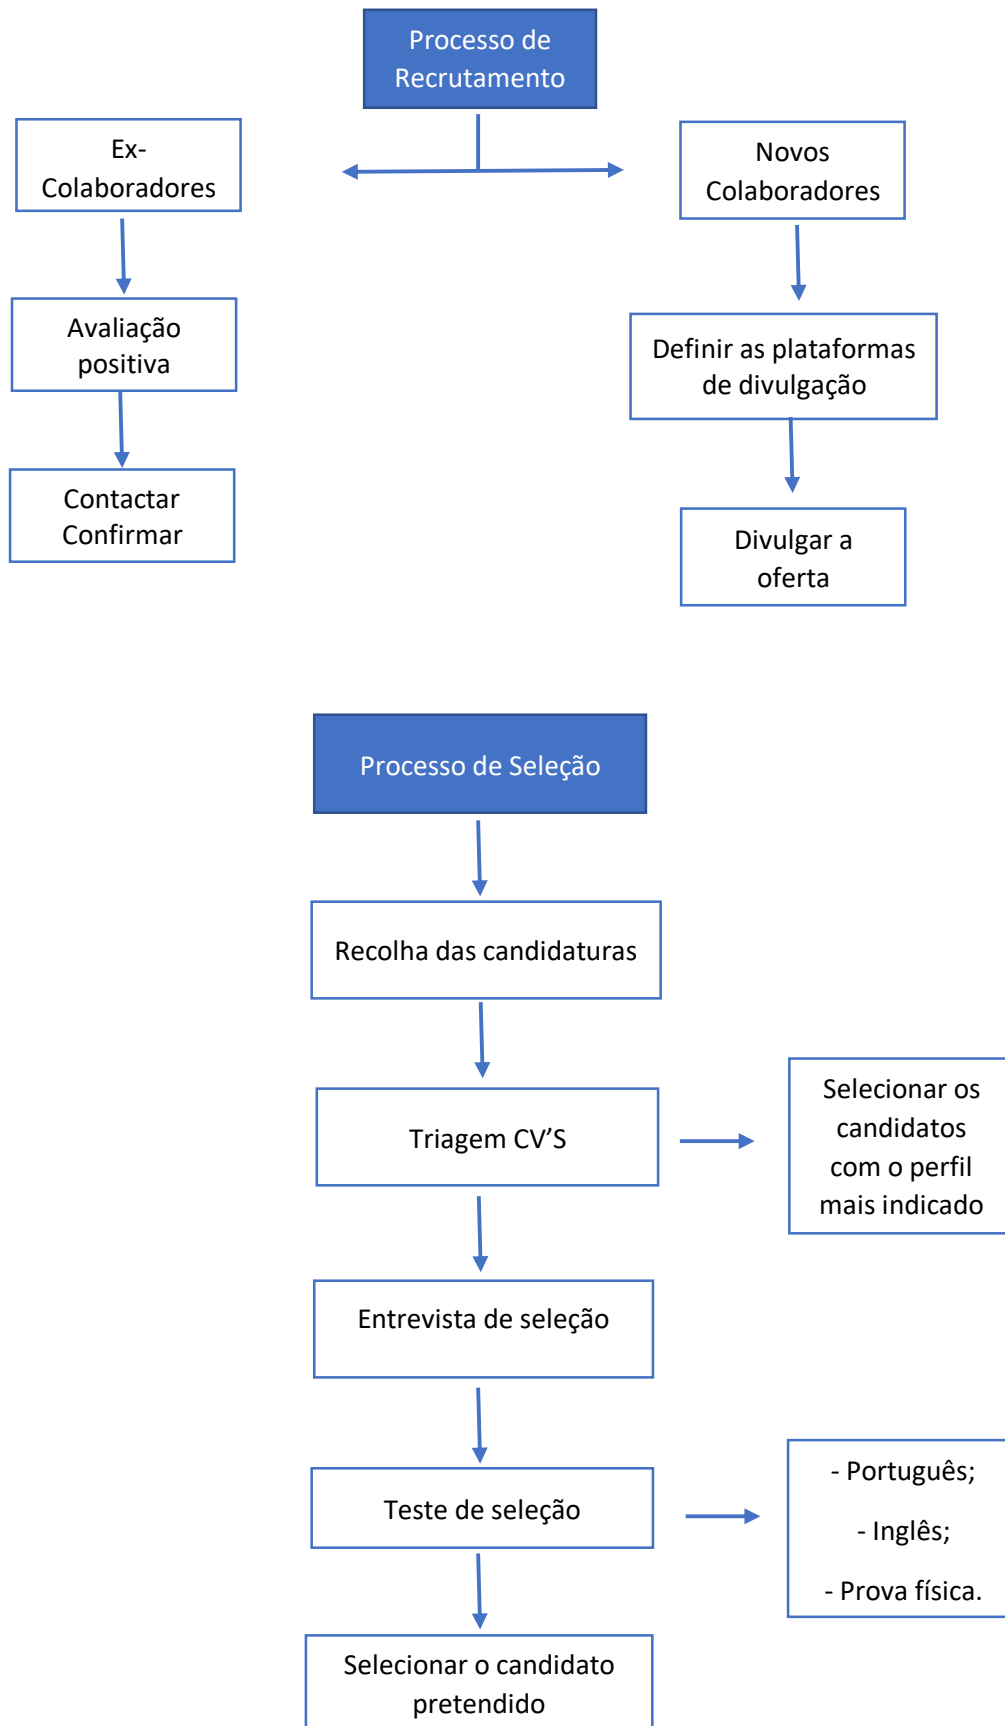 Processo de
Recrutamento
Ex-
Colaboradores
Avaliação
positiva
Contactar
Confirmar
Novos
Colaboradores
Definir as plataformas
de divulgação
Divulgar a
oferta
Processo de Seleção
Recolha das candidaturas
Triagem CV’S
Selecionar os
candidatos
com o perfil
mais indicado
Entrevista de seleção
Teste de seleção
- Português;
- Inglês;
- Prova física.
Selecionar o candidato
pretendido